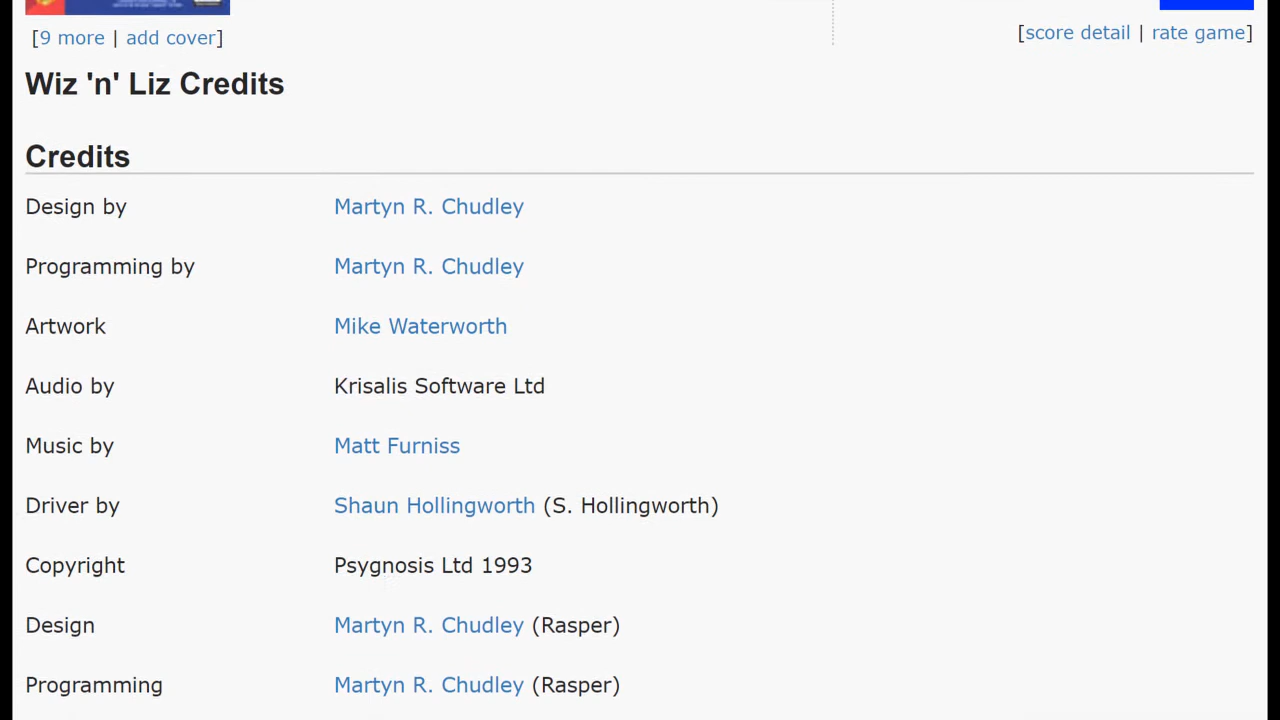 [9 more | add cover]
[score detail | rate game]
Wiz 'n' Liz Credits
Credits
Design by Martyn R. Chudley
Programming by Martyn R. Chudley
Artwork Mike Waterworth
Audio by Krisalis Software Ltd
Music by Matt Furniss
Driver by Shaun Hollingworth (S. Hollingworth)
Copyright Psygnosis Ltd 1993
Design Martyn R. Chudley (Rasper)
Programming Martyn R. Chudley (Rasper)